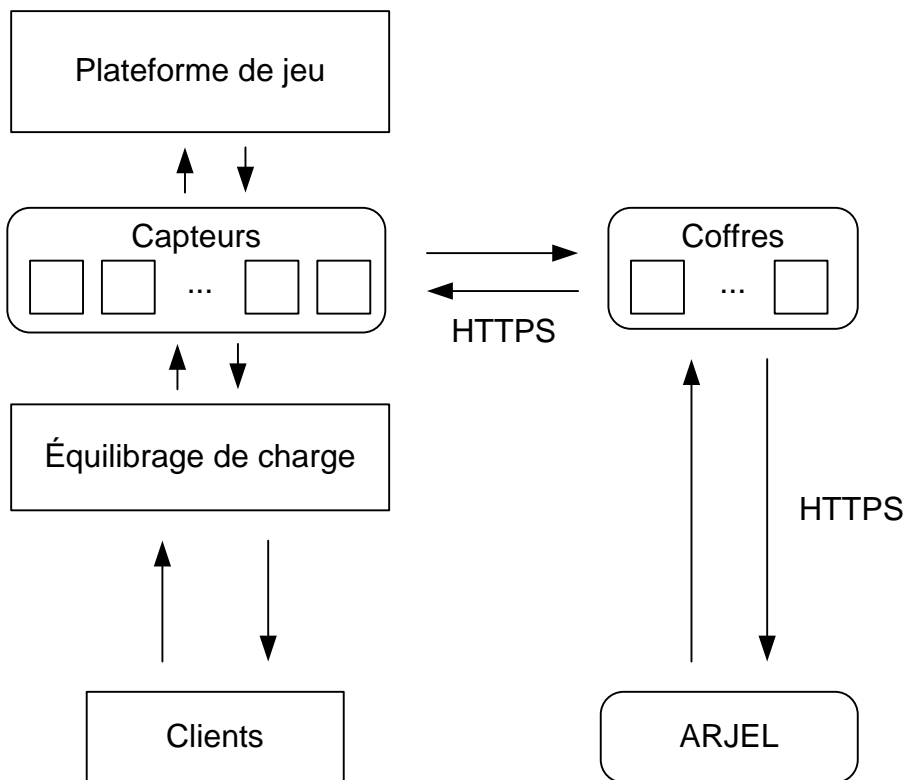 Plateforme de jeu
Capteurs
...
Coffres
...
HTTPS
Équilibrage de charge
HTTPS
Clients
ARJEL